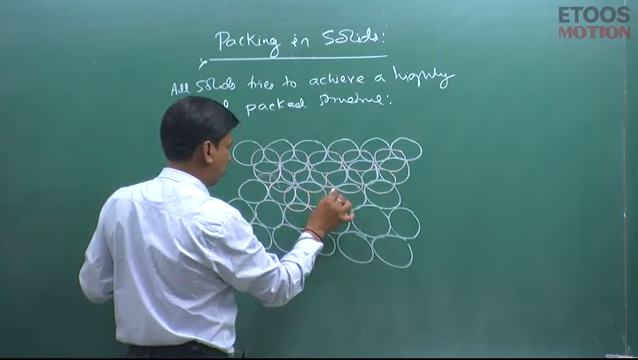 ETOOS
MOTION
Packing in Solids:
All solids tries to achieve a highly
packed structure: